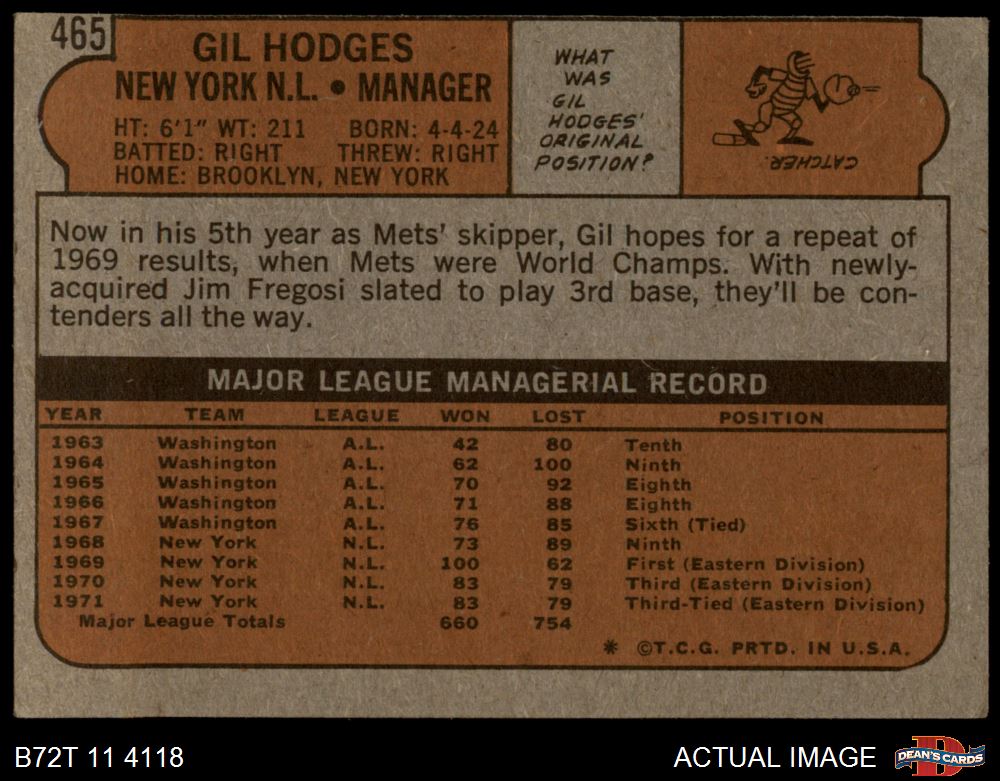 465
GIL HODGES
NEW YORK N.L. • MANAGER
HT: 6'1" WT: 211 BORN: 4-4-24
BATTED: RIGHT THREW: RIGHT
HOME: BROOKLYN, NEW YORK
WHAT
WAS
GIL
HODGES'
ORIGINAL
POSITION?
CATCHER.
Now in his 5th year as Mets' skipper, Gil hopes for a repeat of
1969 results, when Mets were World Champs. With newly-
acquired Jim Fregosi slated to play 3rd base, they'll be con-
tenders all the way.
MAJOR LEAGUE MANAGERIAL RECORD
YEAR TEAM LEAGUE WON LOST POSITION
1963 Washington A.L. 42 80 Tenth
1964 Washington A.L. 62 100 Ninth
1965 Washington A.L. 70 92 Eighth
1966 Washington A.L. 71 88 Eighth
1967 Washington A.L. 76 85 Sixth (Tied)
1968 New York N.L. 73 89 Ninth
1969 New York N.L. 100 62 First (Eastern Division)
1970 New York N.L. 83 79 Third (Eastern Division)
1971 New York N.L. 83 79 Third-Tied (Eastern Division)
Major League Totals 660 754
* ©T.C.G. PRTD. IN U.S.A.
B72T 11 4118
ACTUAL IMAGE
D
DEAN'S CARDS